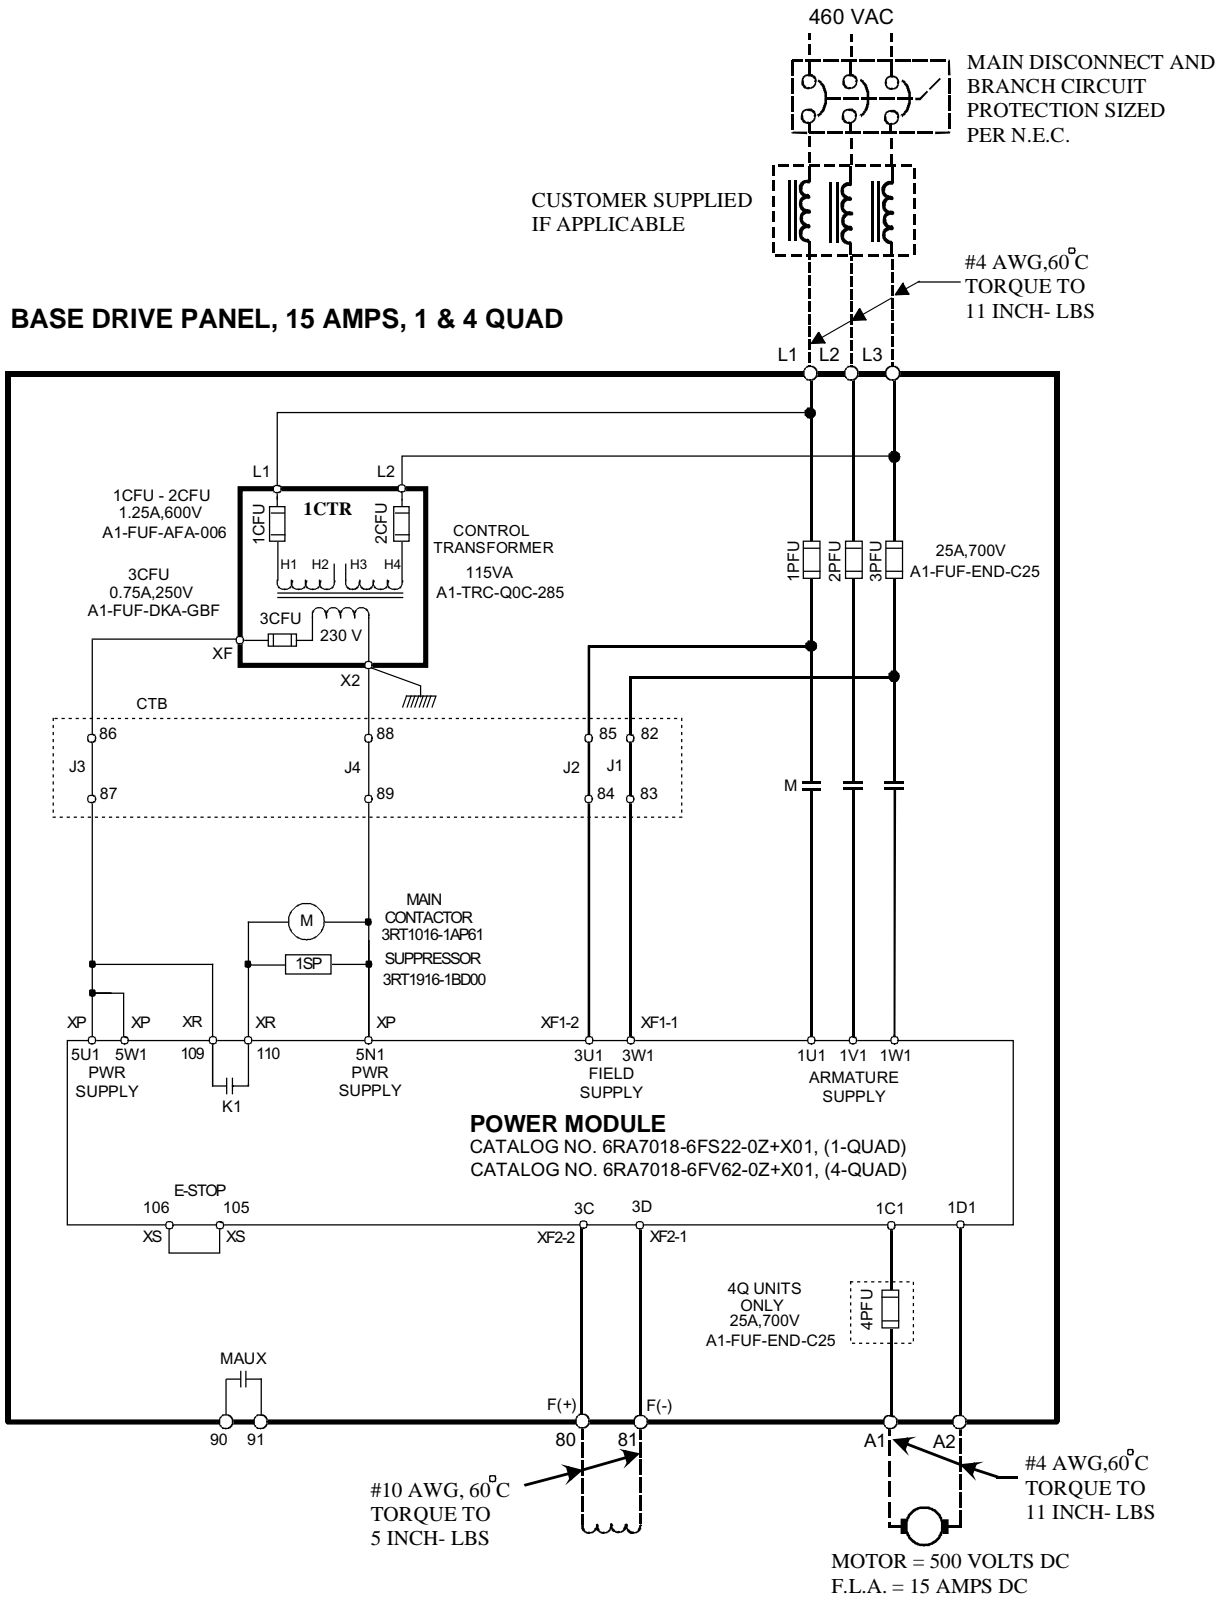 460 VAC
MAIN DISCONNECT AND
BRANCH CIRCUIT
PROTECTION SIZED
PER N.E.C.
CUSTOMER SUPPLIED
IF APPLICABLE
#4 AWG,60°C
TORQUE TO
11 INCH- LBS
BASE DRIVE PANEL, 15 AMPS, 1 & 4 QUAD
L1 L2 L3
L1
L2
1CFU - 2CFU
1.25A,600V
A1-FUF-AFA-006
1CTR
1CFU
2CFU
CONTROL
TRANSFORMER
115VA
A1-TRC-Q0C-285
H1 H2 H3 H4
3CFU
0.75A,250V
A1-FUF-DKA-GBF
3CFU
230 V
XF
X2
1PFU
2PFU
3PFU
25A,700V
A1-FUF-END-C25
CTB
86 88 85 82
J3 J4 J2 J1
87 89 84 83
M
M
MAIN
CONTACTOR
3RT1016-1AP61
1SP
SUPPRESSOR
3RT1916-1BD00
XP XP XR XR XP XF1-2 XF1-1
5U1 5W1 109 110 5N1 3U1 3W1 1U1 1V1 1W1
PWR
SUPPLY
K1
PWR
SUPPLY
FIELD
SUPPLY
ARMATURE
SUPPLY
POWER MODULE
CATALOG NO. 6RA7018-6FS22-0Z+X01, (1-QUAD)
CATALOG NO. 6RA7018-6FV62-0Z+X01, (4-QUAD)
E-STOP
106 105 3C 3D 1C1 1D1
XS XS XF2-2 XF2-1
4Q UNITS
ONLY
25A,700V
A1-FUF-END-C25
4PFU
MAUX
F(+) F(-)
90 91 80 81 A1 A2
#10 AWG, 60°C
TORQUE TO
5 INCH- LBS
#4 AWG,60°C
TORQUE TO
11 INCH- LBS
MOTOR = 500 VOLTS DC
F.L.A. = 15 AMPS DC